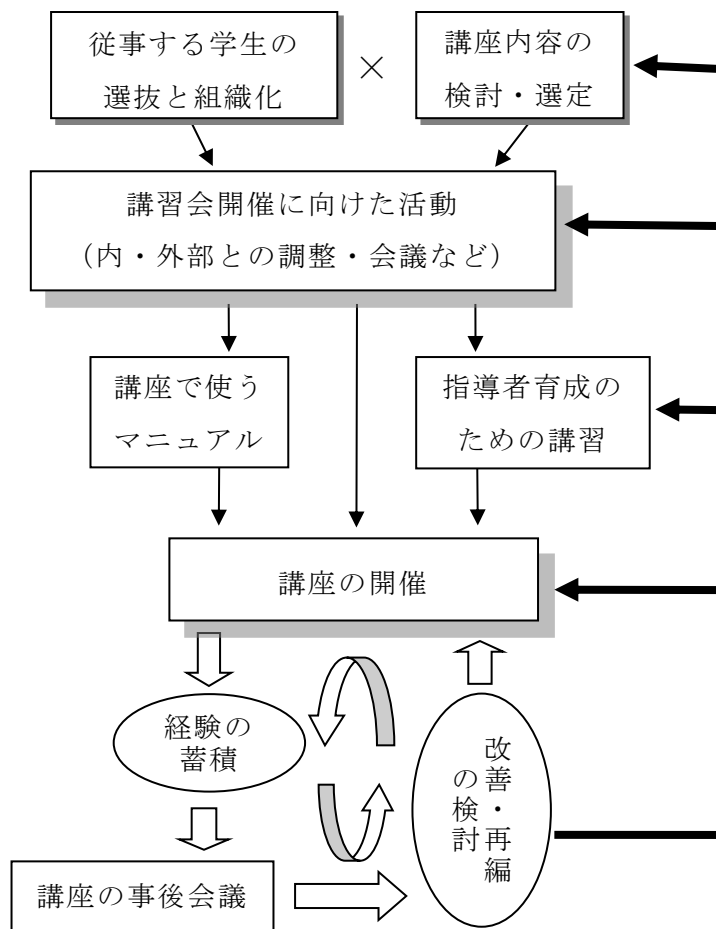 従事する学生の
選抜と組織化
×
講座内容の
検討・選定
講習会開催に向けた活動
（内・外部との調整・会議など）
講座で使う
マニュアル
指導者育成の
ための講習
講座の開催
経験の
蓄積
改善・再編
の検討
講座の事後会議